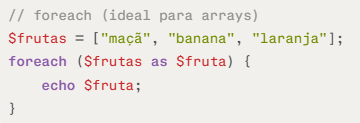 // foreach (ideal para arrays)
$frutas = ["maçã", "banana", "laranja"];
foreach ($frutas as $fruta) {
    echo $fruta;
}